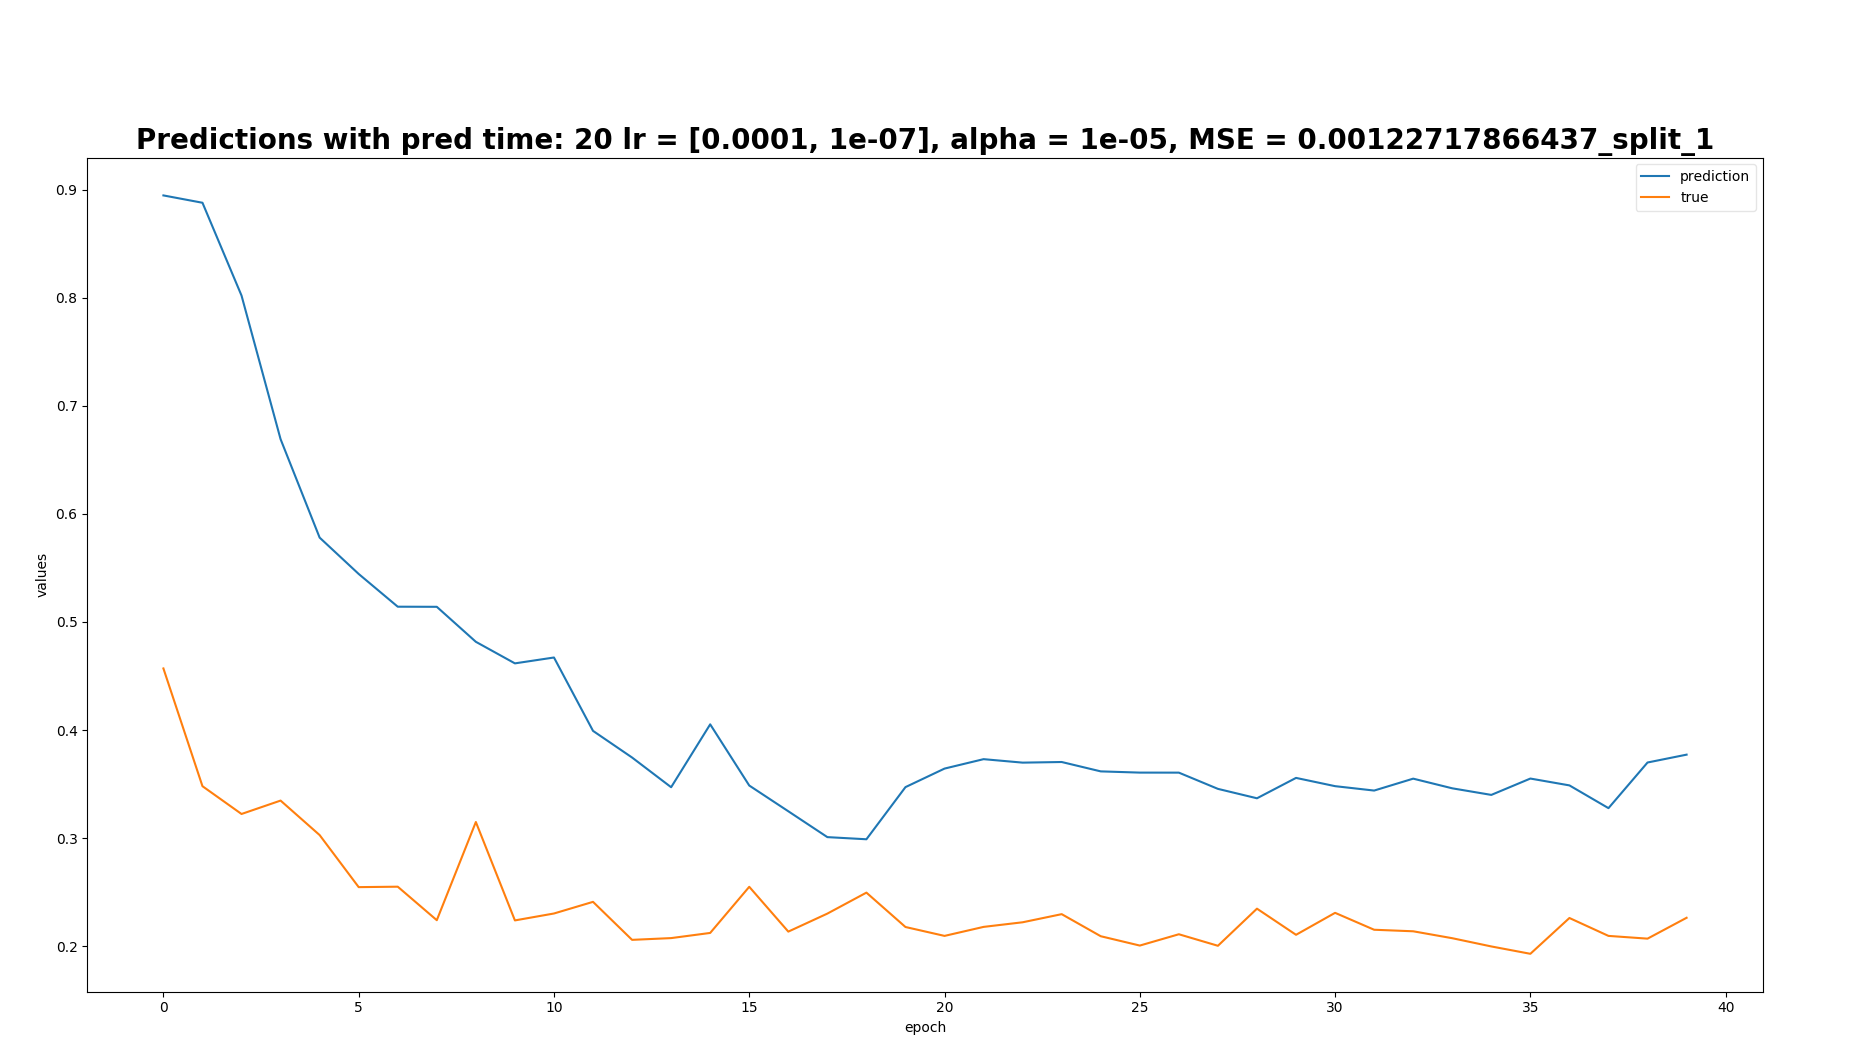 Predictions with pred time: 20 lr = [0.0001, 1e-07], alpha = 1e-05, MSE = 0.00122717866437_split_1
prediction
true
0.9
0.8
0.7
0.6
0.5
0.4
0.3
0.2
values
0 5 10 15 20 25 30 35 40
epoch